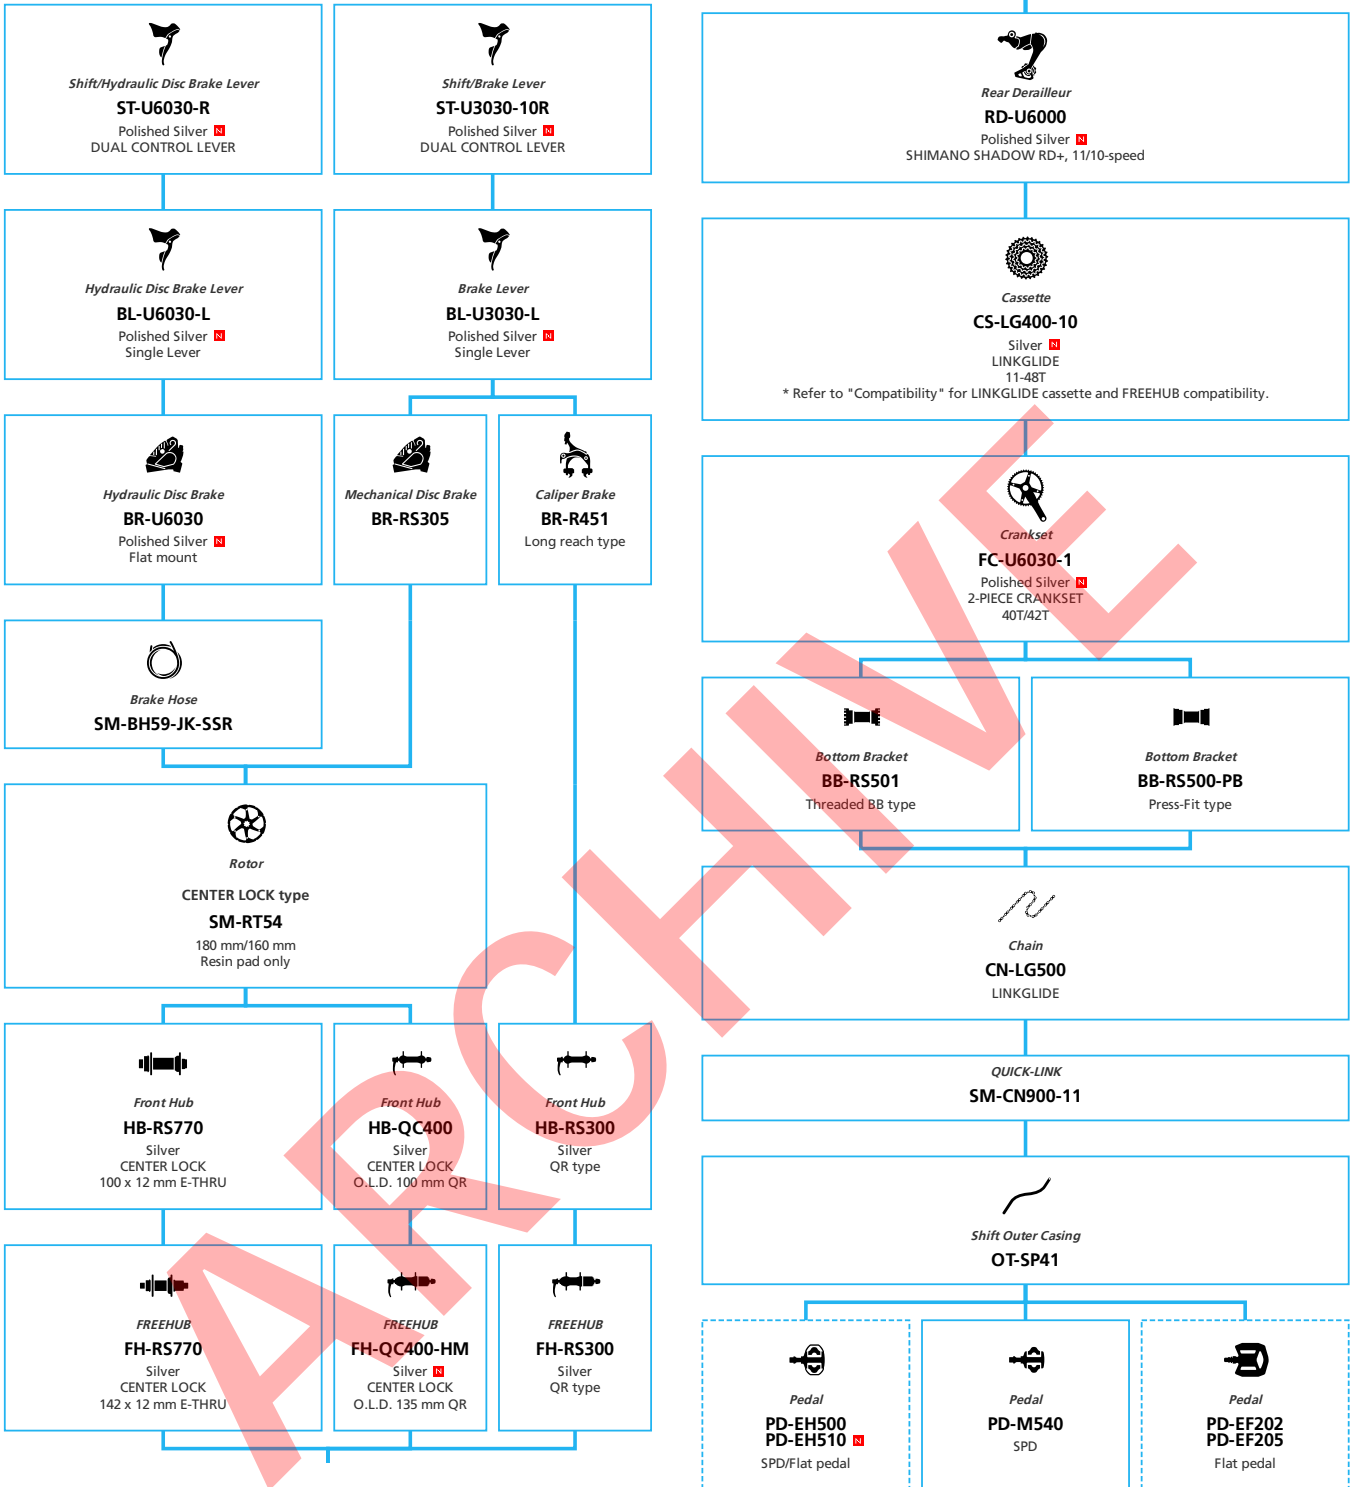 Shift/Hydraulic Disc Brake Lever
ST-U6030-R
Polished Silver N
DUAL CONTROL LEVER
Shift/Brake Lever
ST-U3030-10R
Polished Silver N
DUAL CONTROL LEVER
Hydraulic Disc Brake Lever
BL-U6030-L
Polished Silver N
Single Lever
Brake Lever
BL-U3030-L
Polished Silver N
Single Lever
Hydraulic Disc Brake
BR-U6030
Polished Silver N
Flat mount
Mechanical Disc Brake
BR-RS305
Caliper Brake
BR-R451
Long reach type
Brake Hose
SM-BH59-JK-SSR
Rotor
CENTER LOCK type
SM-RT54
180 mm/160 mm
Resin pad only
Front Hub
HB-RS770
Silver
CENTER LOCK
100 x 12 mm E-THRU
Front Hub
HB-QC400
Silver
CENTER LOCK
O.L.D. 100 mm QR
Front Hub
HB-RS300
Silver
QR type
FREEHUB
FH-RS770
Silver
CENTER LOCK
142 x 12 mm E-THRU
FREEHUB
FH-QC400-HM
Silver N
CENTER LOCK
O.L.D. 135 mm QR
FREEHUB
FH-RS300
Silver
QR type
Rear Derailleur
RD-U6000
Polished Silver N
SHIMANO SHADOW RD+, 11/10-speed
Cassette
CS-LG400-10
Silver N
LINKGLIDE
11-48T
* Refer to "Compatibility" for LINKGLIDE cassette and FREEHUB compatibility.
Crankset
FC-U6030-1
Polished Silver N
2-PIECE CRANKSET
40T/42T
Bottom Bracket
BB-RS501
Threaded BB type
Bottom Bracket
BB-RS500-PB
Press-Fit type
Chain
CN-LG500
LINKGLIDE
QUICK-LINK
SM-CN900-11
Shift Outer Casing
OT-SP41
Pedal
PD-EH500
PD-EH510 N
SPD/Flat pedal
Pedal
PD-M540
SPD
Pedal
PD-EF202
PD-EF205
Flat pedal
ARCHIVE